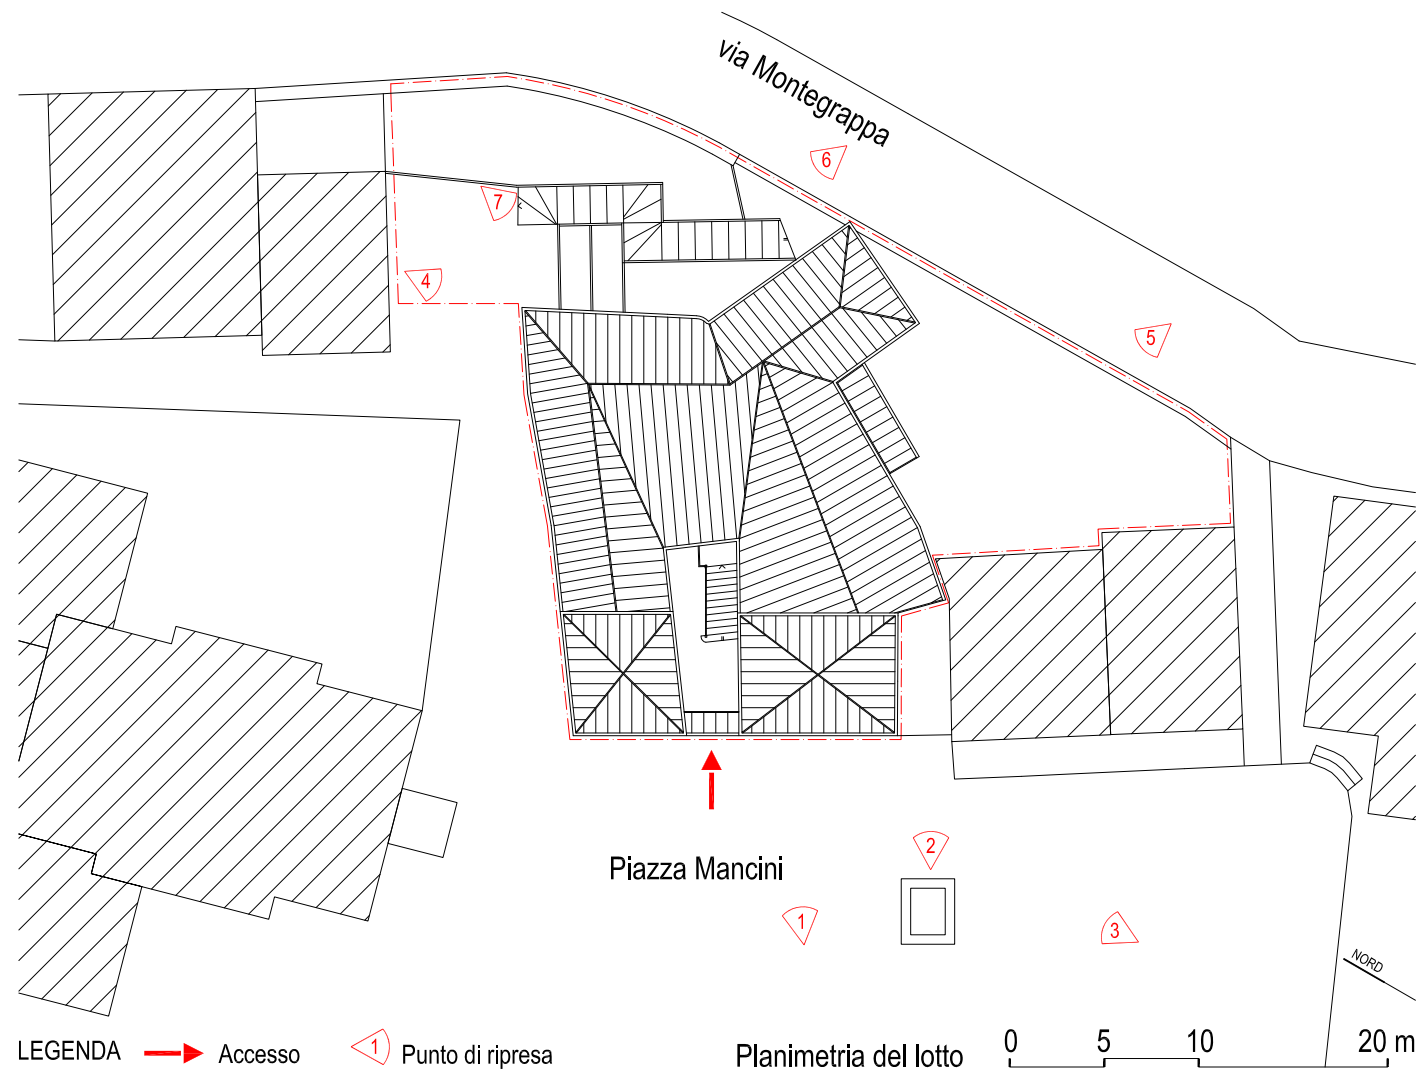 via Montegrappa
6
7
4
5
Piazza Mancini
2
1
3
NORD
LEGENDA
Accesso
1
Punto di ripresa
Planimetria del lotto
0 5 10 20 m